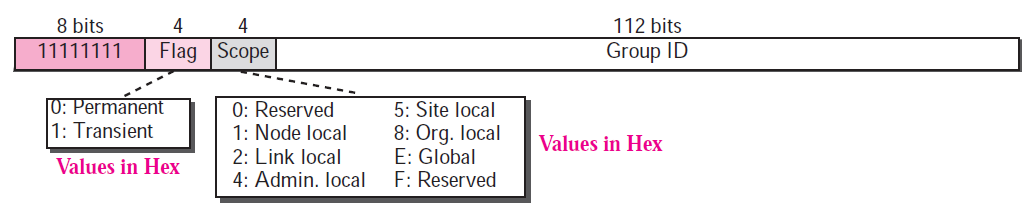 8 bits 4 4 112 bits
11111111 Flag Scope Group ID
0: Permanent
1: Transient
Values in Hex
0: Reserved 5: Site local
1: Node local 8: Org. local
2: Link local E: Global
4: Admin. local F: Reserved
Values in Hex